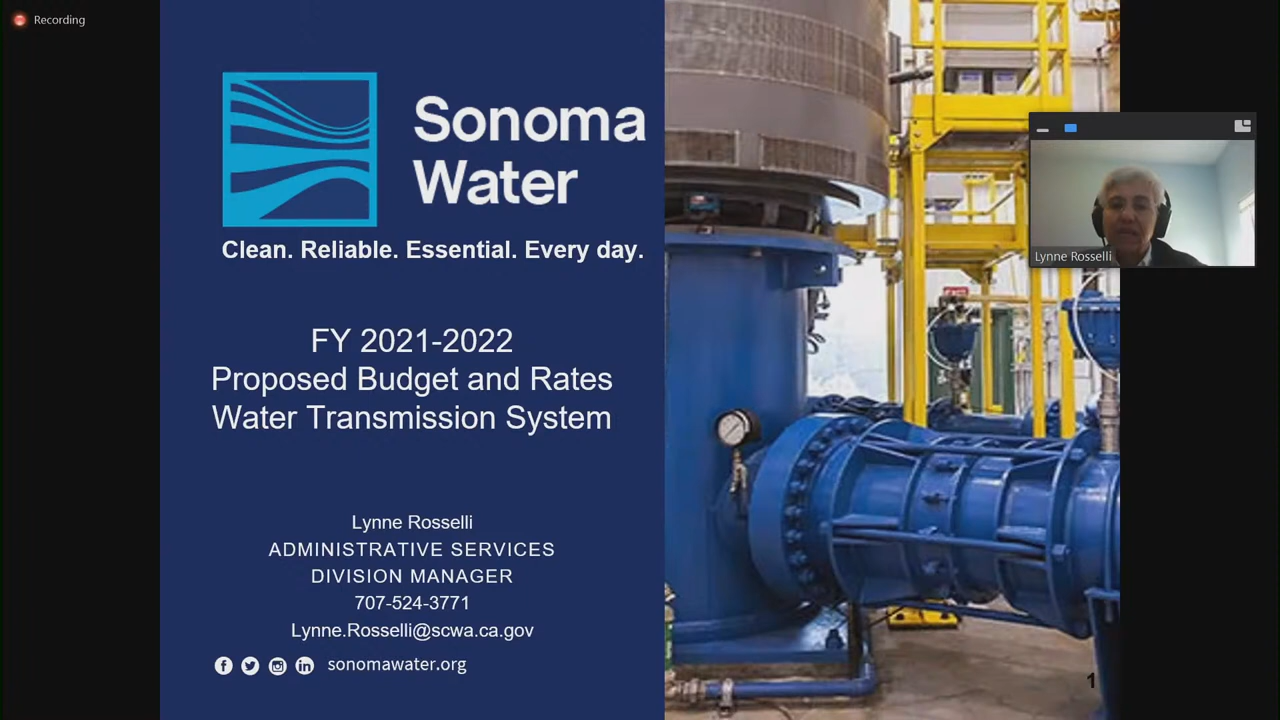 Recording
Sonoma
Water
Clean. Reliable. Essential. Every day.
FY 2021-2022
Proposed Budget and Rates
Water Transmission System
Lynne Rosselli
ADMINISTRATIVE SERVICES
DIVISION MANAGER
707-524-3771
Lynne.Rosselli@scwa.ca.gov
sonomawater.org
Lynne Rosselli
EXIT
1